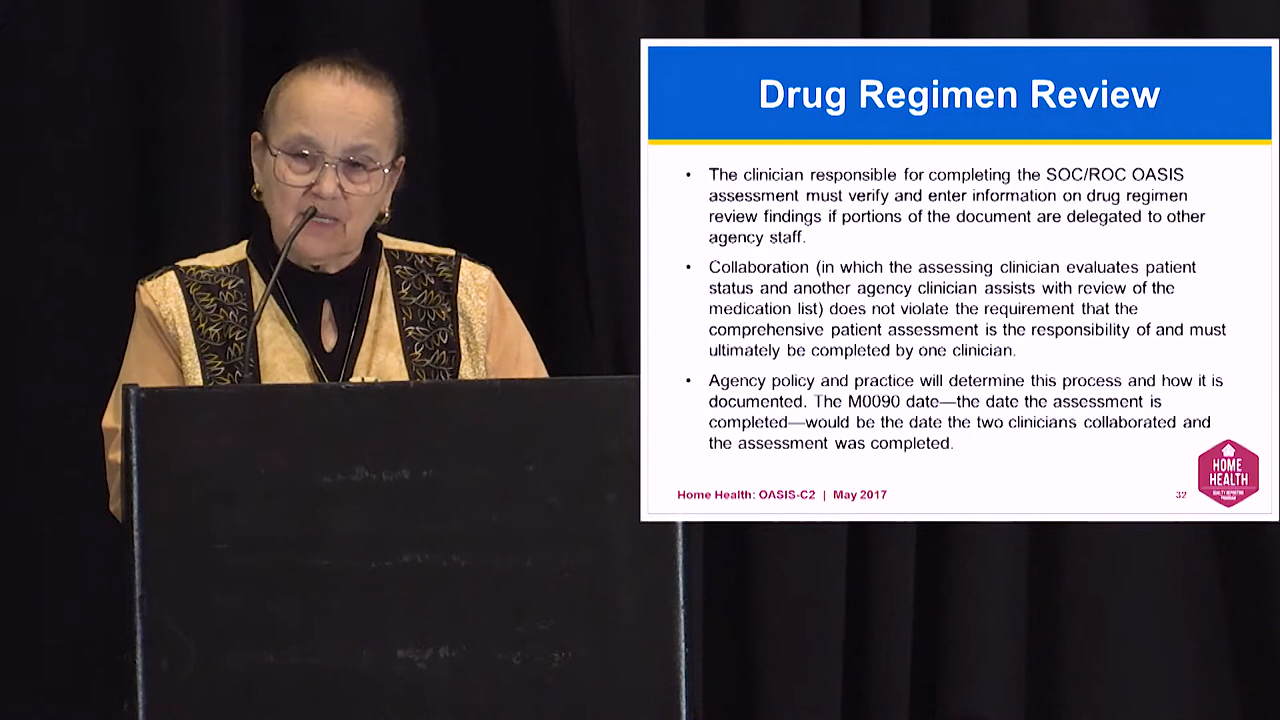 Drug Regimen Review
• The clinician responsible for completing the SOC/ROC OASIS
assessment must verify and enter information on drug regimen
review findings if portions of the document are delegated to other
agency staff.
• Collaboration (in which the assessing clinician evaluates patient
status and another agency clinician assists with review of the
medication list) does not violate the requirement that the
comprehensive patient assessment is the responsibility of and must
ultimately be completed by one clinician.
• Agency policy and practice will determine this process and how it is
documented. The M0090 date—the date the assessment is
completed—would be the date the two clinicians collaborated and
the assessment was completed.
Home Health: OASIS-C2 | May 2017
32
HOME
HEALTH
QUALITY REPORTING
PROGRAM